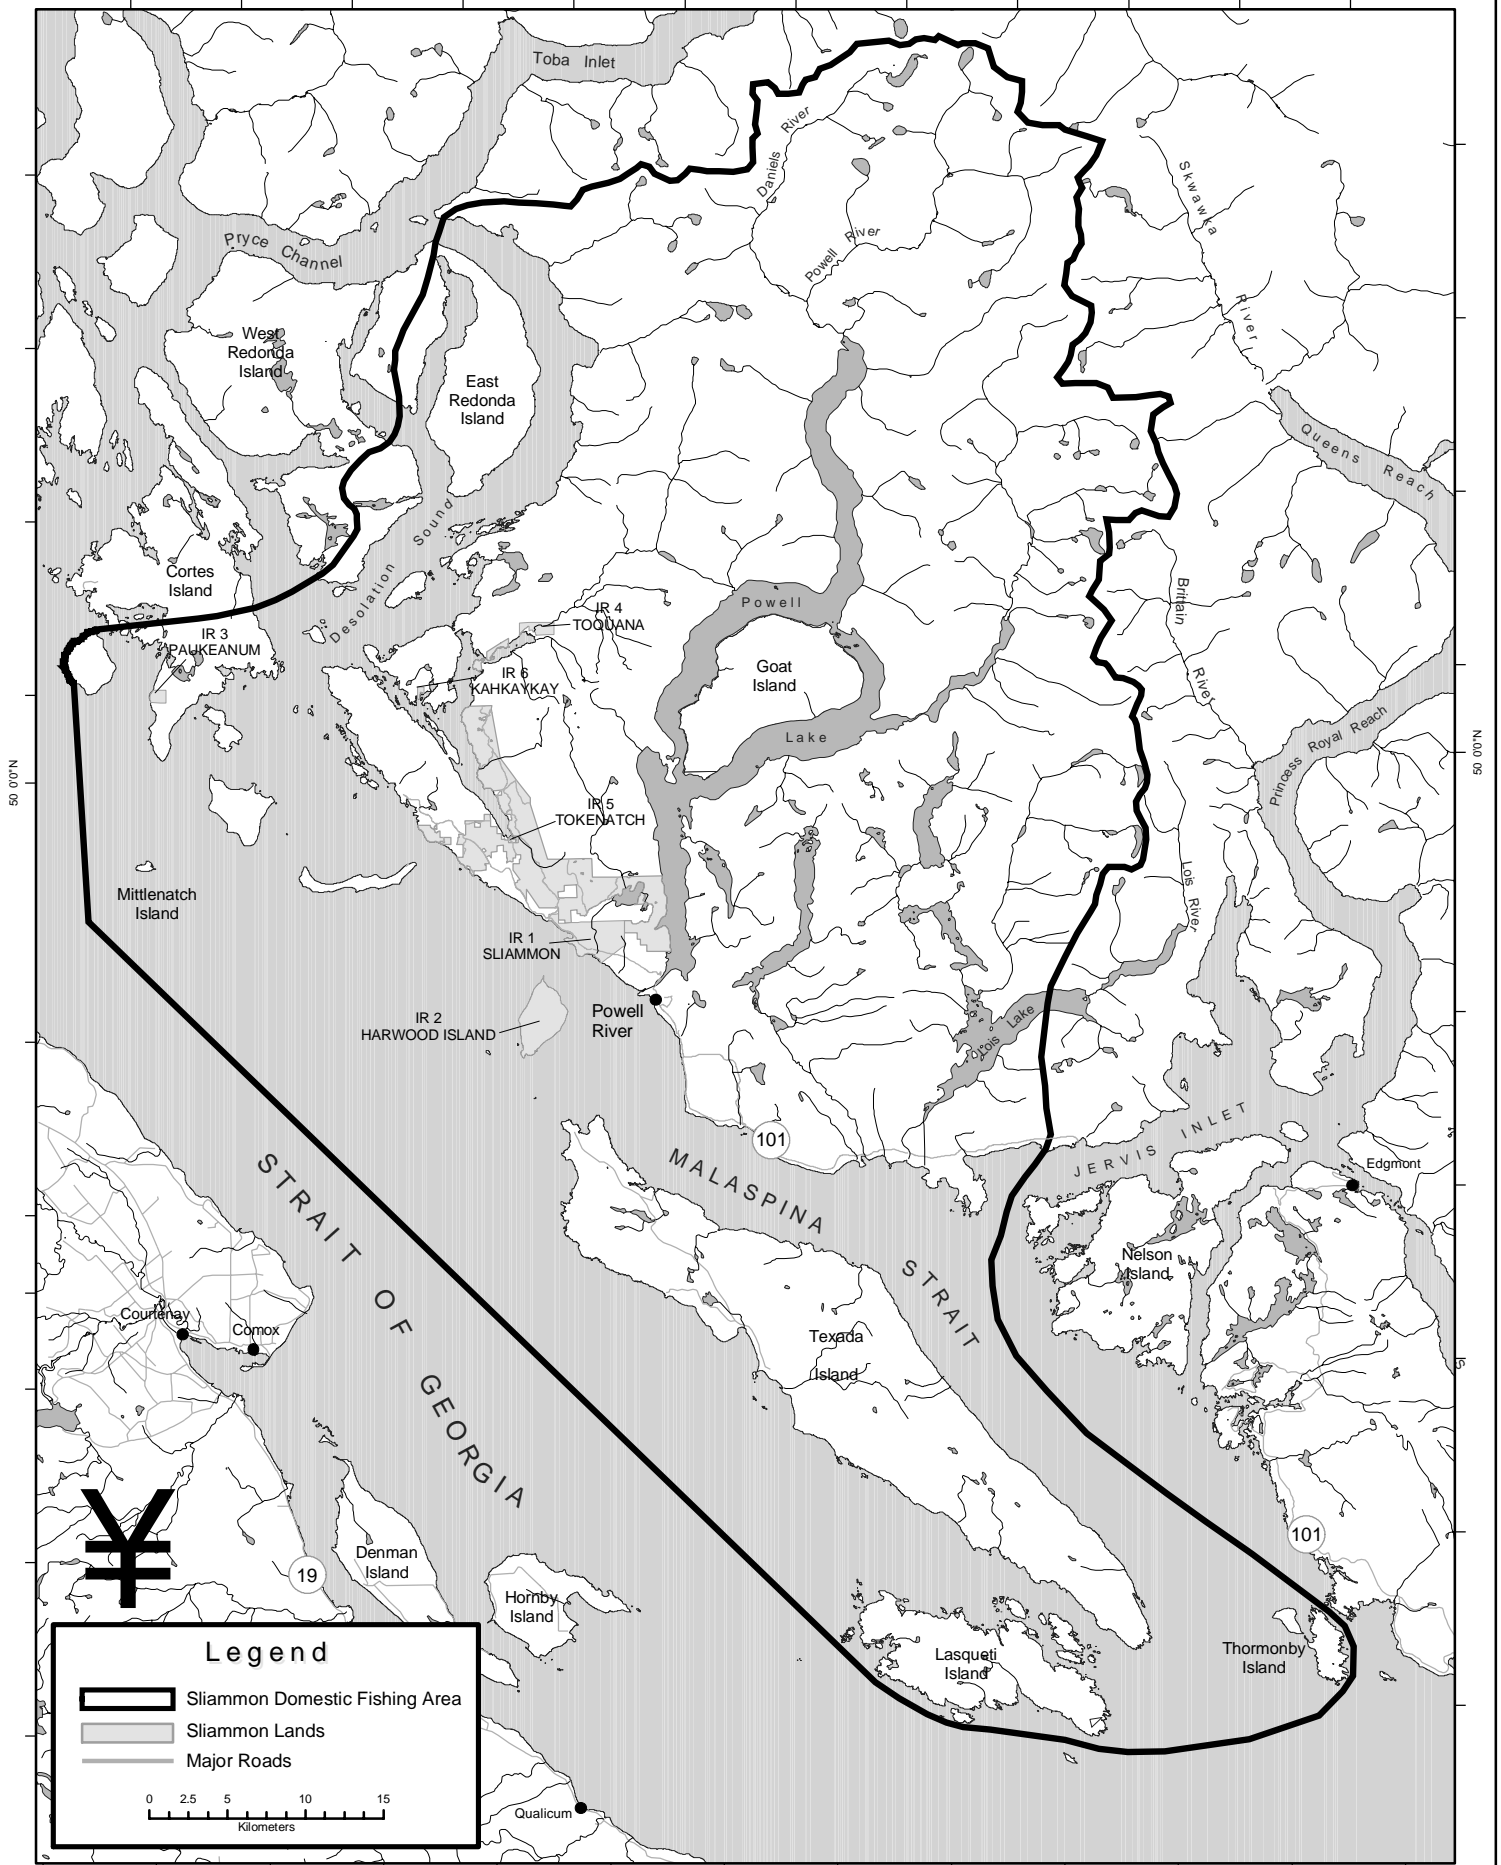 Toba Inlet
Daniels River
Skwawka River
Pryce Channel
Powell River
West
Redonda
Island
East
Redonda
Island
Queens Reach
Desolation Sound
Cortes
Island
Brittain River
IR 4
TOQUANA
Powell
IR 3
PAUKEANUM
Goat
Island
IR 6
KAHKAYKAY
Lake
Princess Royal Reach
50 0'0"N
50 0'0"N
IR 5
TOKENATCH
Mittlenatch
Island
Lois River
IR 1
SLIAMMON
IR 2
HARWOOD ISLAND
Powell
River
Lois Lake
101
JERVIS INLET
Edgmont
MALASPINA STRAIT
STRAIT OF GEORGIA
Nelson
Island
Courtenay
Comox
Texada
Island
101
19
Denman
Island
Hornby
Island
Thormonby
Island
Lasqueti
Island
Legend
Sliammon Domestic Fishing Area
Sliammon Lands
Major Roads
0 2.5 5 10 15
Kilometers
Qualicum
¥